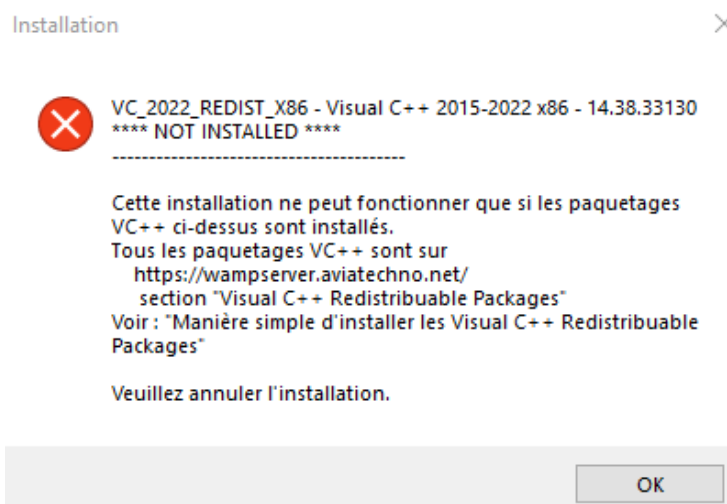 Installation
VC_2022_REDIST_X86 - Visual C++ 2015-2022 x86 - 14.38.33130
**** NOT INSTALLED ****
----------------------------------------
Cette installation ne peut fonctionner que si les paquetages
VC++ ci-dessus sont installés.
Tous les paquetages VC++ sont sur
https://wampserver.aviatechno.net/
section "Visual C++ Redistribuable Packages"
Voir : "Manière simple d'installer les Visual C++ Redistribuable
Packages"
Veuillez annuler l'installation.
OK